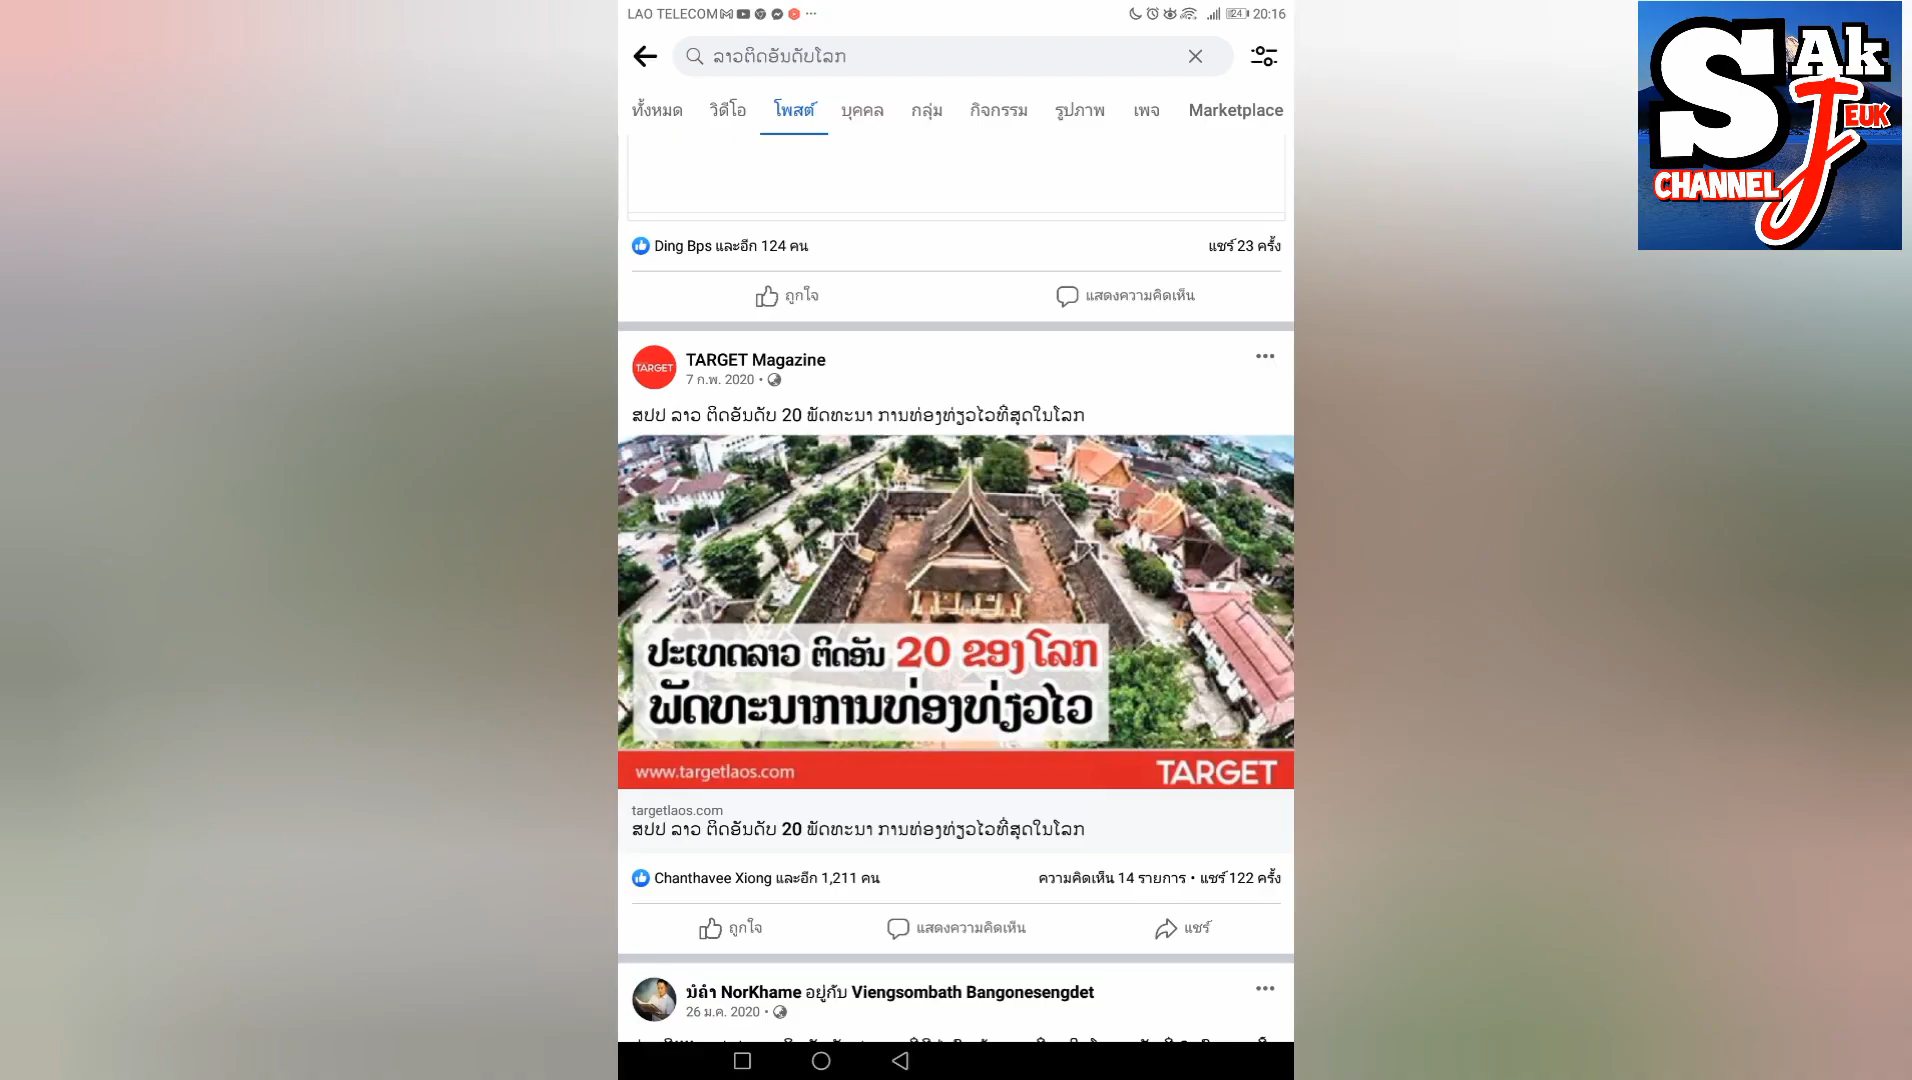 LAO TELECOM
24 20:16
ລາວຕິດອັນດັບໂລກ
ทั้งหมด วิดีโอ โพสต์ บุคคล กลุ่ม กิจกรรม รูปภาพ เพจ Marketplace
Ding Bps และอีก 124 คน แชร์ 23 ครั้ง
ถูกใจ แสดงความคิดเห็น
TARGET
TARGET Magazine
7 ก.พ. 2020
ສປປ ລາວ ຕິດອັນດັບ 20 ພັດທະນາ ການທ່ອງທ່ຽວໄວທີ່ສຸດໃນໂລກ
ປະເທດລາວ ຕິດອັນ 20 ຂອງໂລກ
ພັດທະນາການທ່ອງທ່ຽວໄວ
www.targetlaos.com TARGET
targetlaos.com
ສປປ ລາວ ຕິດອັນດັບ 20 ພັດທະນາ ການທ່ອງທ່ຽວໄວທີ່ສຸດໃນໂລກ
Chanthavee Xiong และอีก 1,211 คน ความคิดเห็น 14 รายการ • แชร์ 122 ครั้ง
ถูกใจ แสดงความคิดเห็น แชร์
ນໍຄຳ NorKhame อยู่กับ Viengsombath Bangonesengdet
26 ม.ค. 2020
SAk
JEUK
CHANNEL